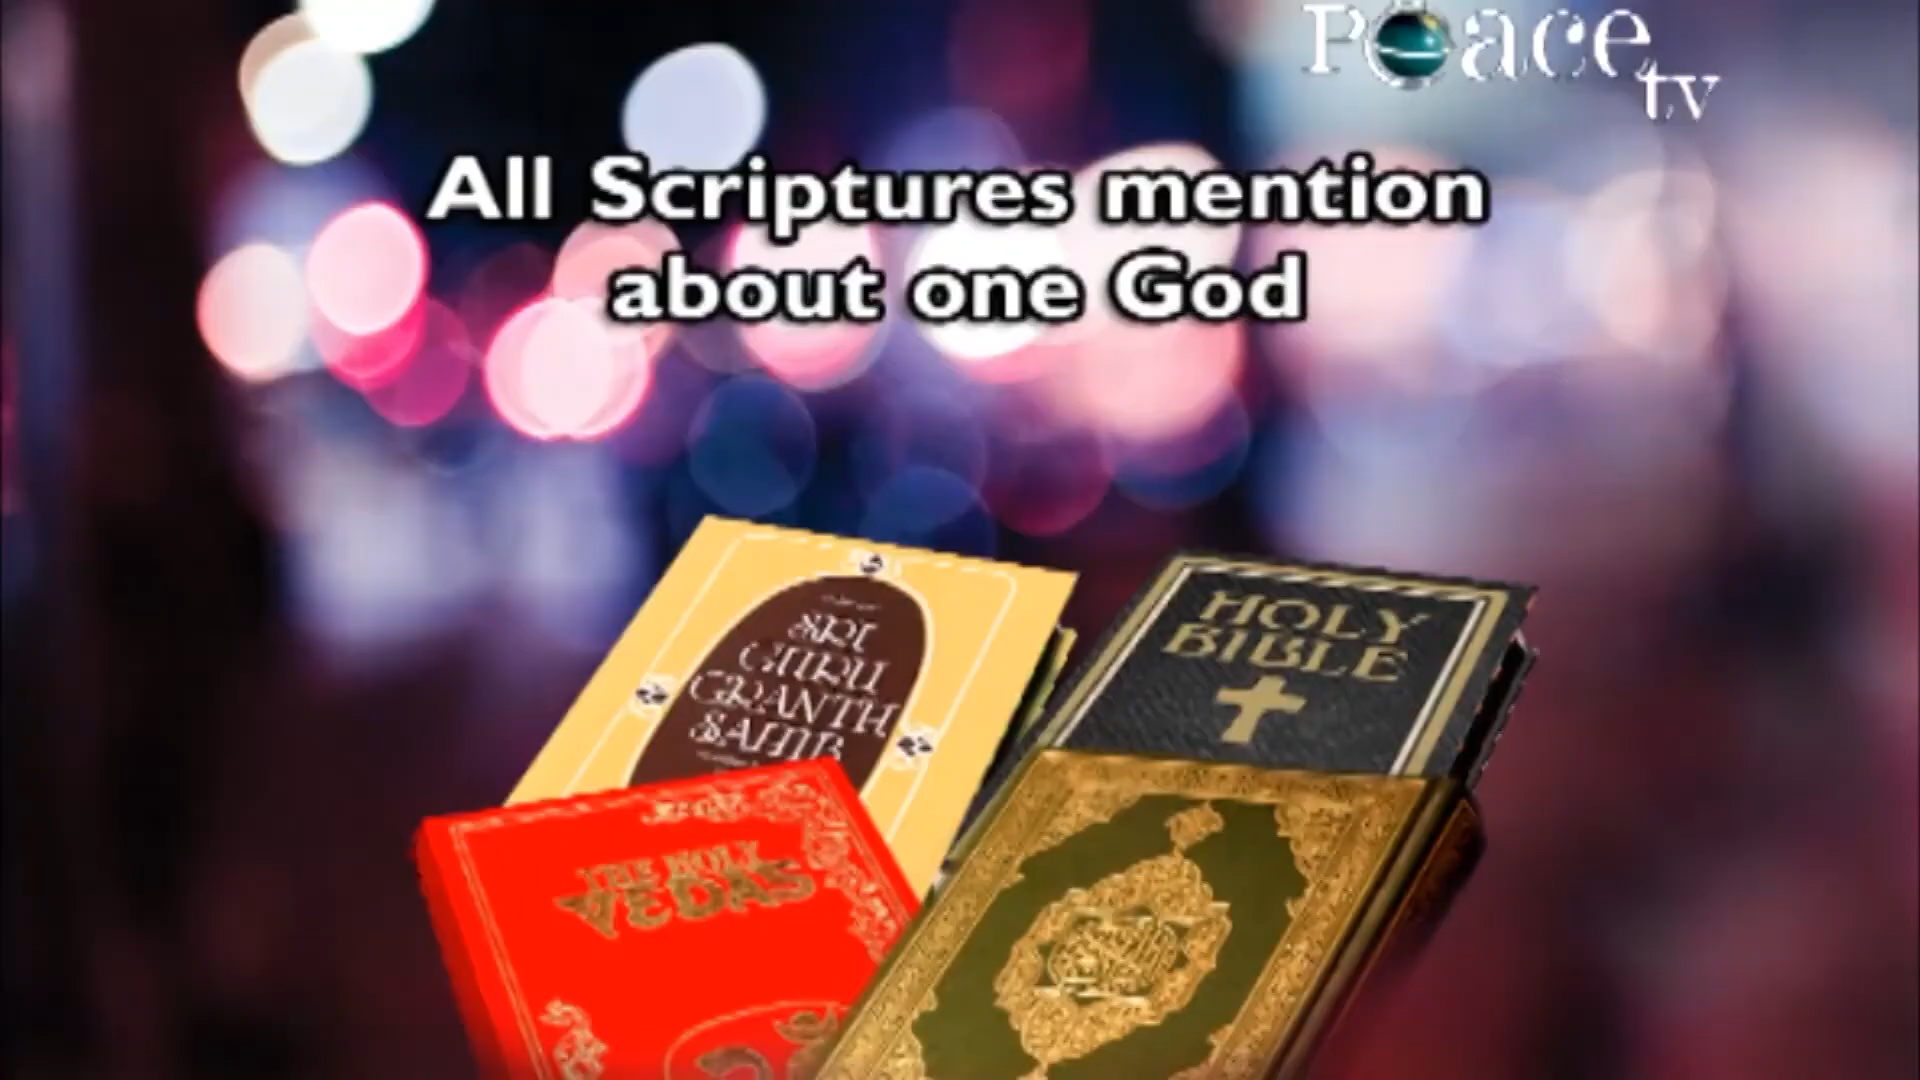 Peace
tv
All Scriptures mention
about one God
SRI
GURU
GRANTH
SAHIB
HOLY
BIBLE
THE HOLY
VEDAS